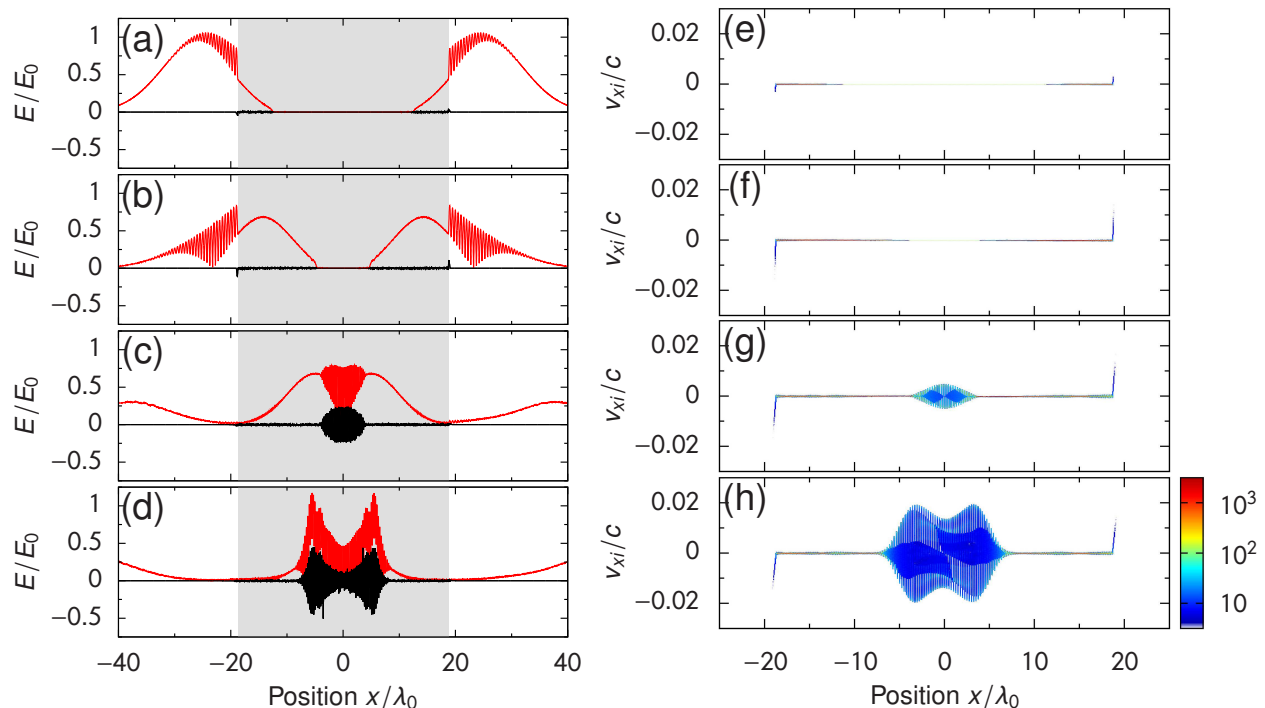 (a)
E/E₀
1
0.5
0
−0.5
(b)
E/E₀
1
0.5
0
−0.5
(c)
E/E₀
1
0.5
0
−0.5
(d)
E/E₀
1
0.5
0
−0.5
−40
−20
0
20
40
Position x/λ₀
(e)
vₓᵢ/c
0.02
0
−0.02
(f)
vₓᵢ/c
0.02
0
−0.02
(g)
vₓᵢ/c
0.02
0
−0.02
(h)
vₓᵢ/c
0.02
0
−0.02
−20
−10
0
10
20
Position x/λ₀
10³
10²
10